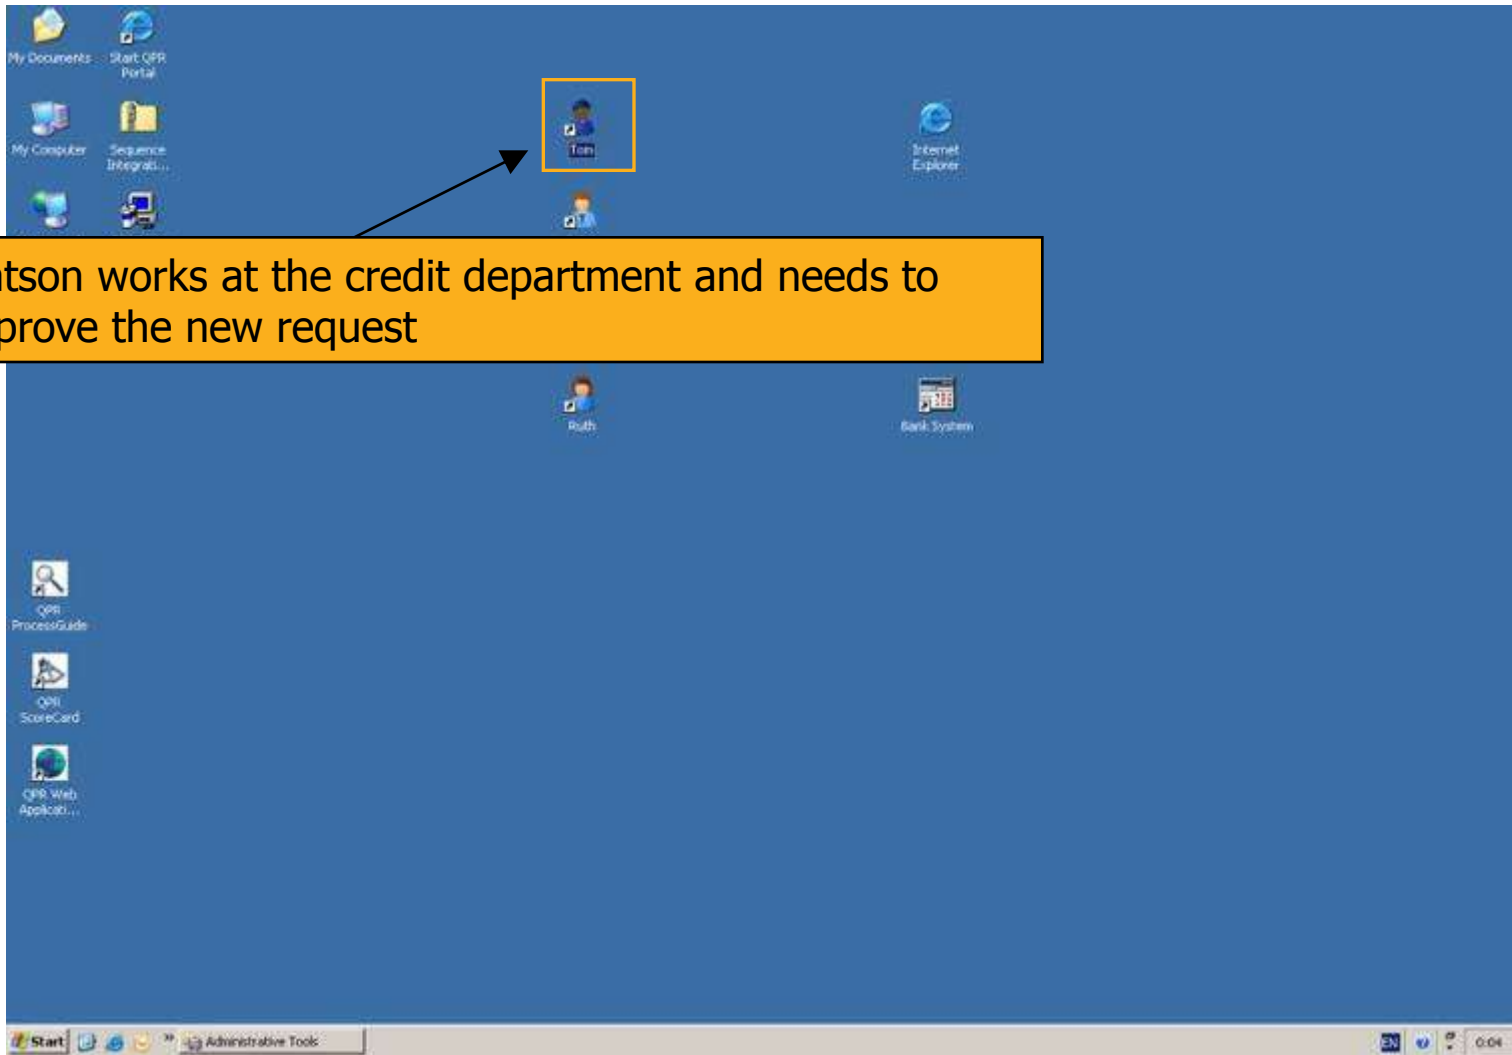 My Documents
Start QPR
Portal
Tom
Internet
Explorer
My Computer
Sequence
Integrati...
tson works at the credit department and needs to
prove the new request
Ruth
Bank System
QPR
ProcessGuide
QPR
ScoreCard
QPR Web
Applicati...
Start
Administrative Tools
EN
0:04